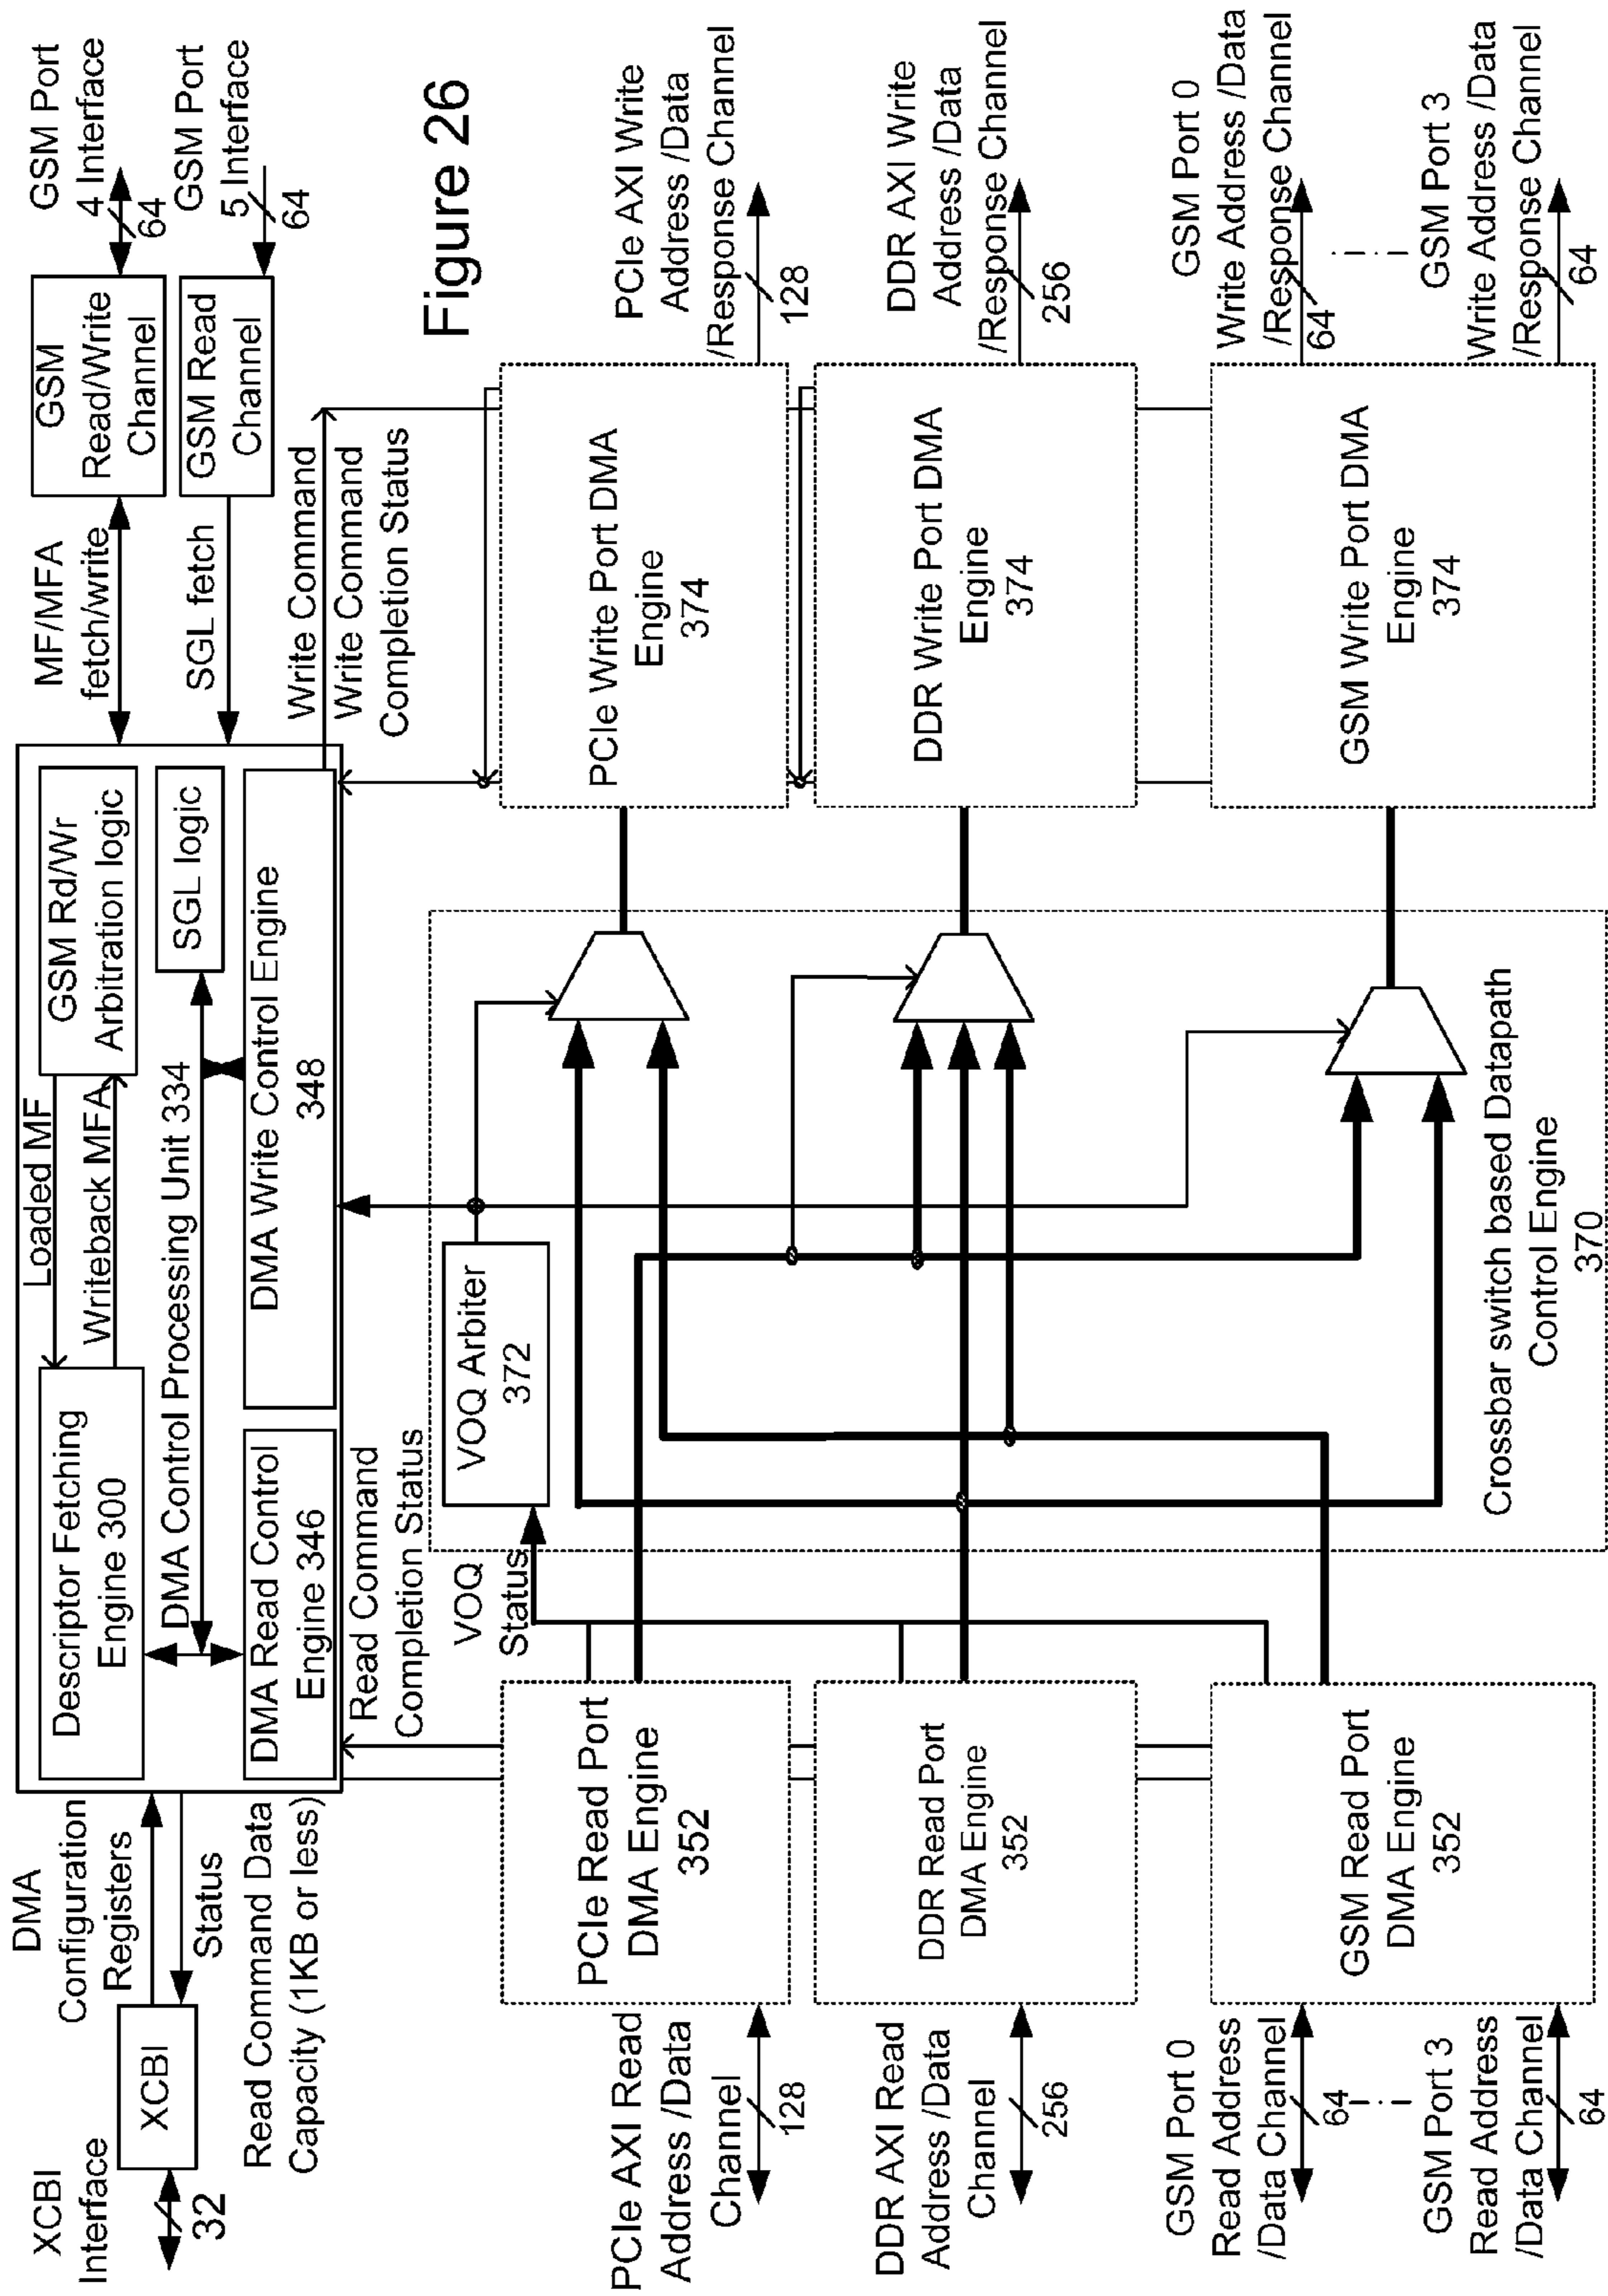 Figure 26
XCBI
Interface
32
XCBI
DMA
Configuration
Registers
Status
Descriptor Fetching
Engine 300
Loaded MF
Writeback MFA
GSM Rd/Wr
Arbitration logic
DMA Control Processing Unit 334
SGL logic
DMA Read Control
Engine 346
DMA Write Control Engine
348
MF/MFA
fetch/write
SGL fetch
GSM
Read/Write
Channel
GSM Read
Channel
GSM Port
4 Interface
64
GSM Port
5 Interface
64
Read Command Data
Capacity (1KB or less)
Read Command
Completion Status
Write Command
Write Command
Completion Status
VOQ
Status
VOQ Arbiter
372
PCIe AXI Read
Address /Data
Channel
128
PCIe Read Port
DMA Engine
352
PCIe Write Port DMA
Engine
374
PCIe AXI Write
Address /Data
/Response Channel
128
DDR AXI Read
Address /Data
Channel
256
DDR Read Port
DMA Engine
352
DDR Write Port DMA
Engine
374
DDR AXI Write
Address /Data
/Response Channel
256
GSM Port 0
Read Address
/Data Channel
64
GSM Port 3
Read Address
/Data Channel
64
GSM Read Port
DMA Engine
352
GSM Write Port DMA
Engine
374
GSM Port 0
Write Address /Data
/Response Channel
64
GSM Port 3
Write Address /Data
/Response Channel
64
Crossbar switch based Datapath
Control Engine
370